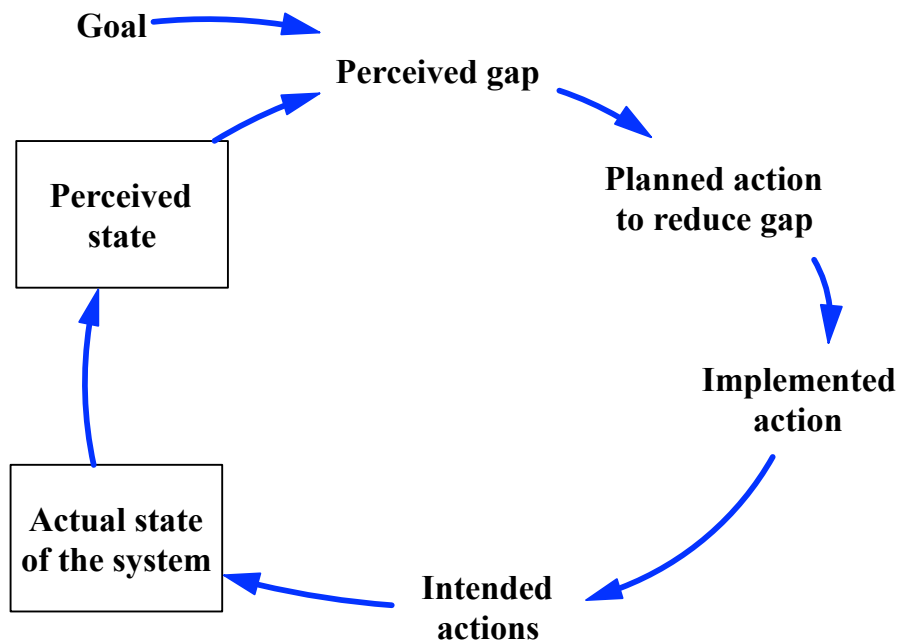 Goal
Perceived gap
Planned action
to reduce gap
Implemented
action
Intended
actions
Actual state
of the system
Perceived
state